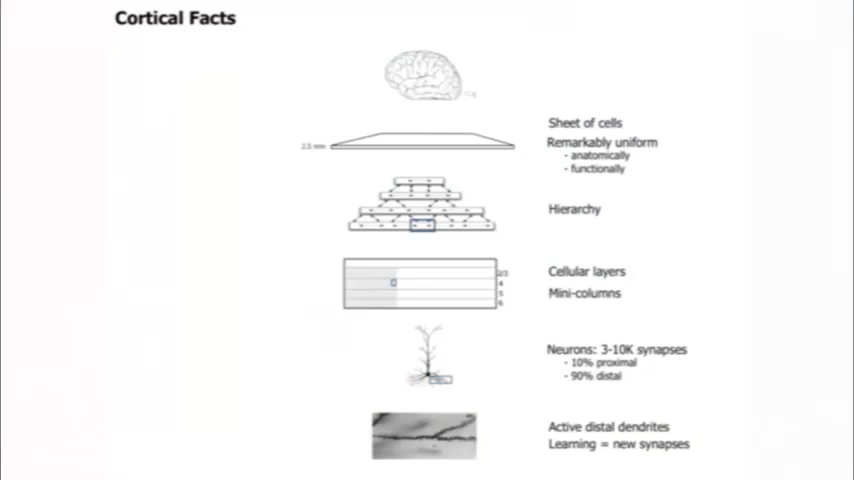 Cortical Facts
Sheet of cells
2.5 mm
Remarkably uniform
- anatomically
- functionally
Hierarchy
Cellular layers
2/3
4
5
6
Mini-columns
Neurons: 3-10K synapses
- 10% proximal
- 90% distal
Active distal dendrites
Learning = new synapses